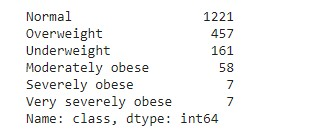 Normal 1221
Overweight 457
Underweight 161
Moderately obese 58
Severely obese 7
Very severely obese 7
Name: class, dtype: int64